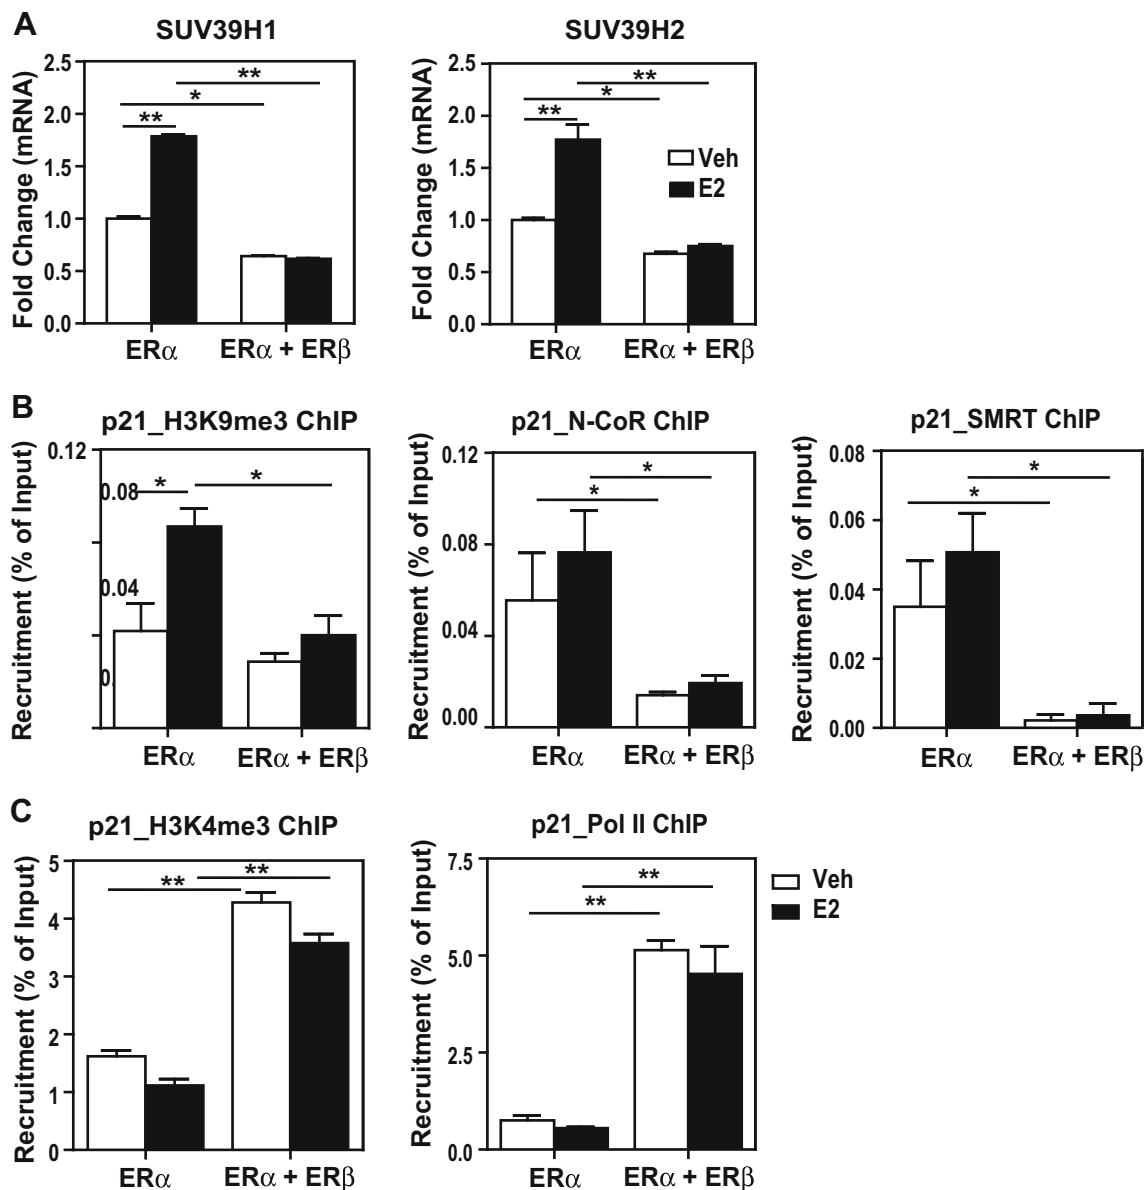 A
SUV39H1
SUV39H2
Fold Change (mRNA)
2.5
2.0
1.5
1.0
0.5
0.0
**
*
**
ERα
ERα + ERβ
Fold Change (mRNA)
2.5
2.0
1.5
1.0
0.5
0.0
**
*
**
Veh
E2
ERα
ERα + ERβ
B
p21_H3K9me3 ChIP
p21_N-CoR ChIP
p21_SMRT ChIP
Recruitment (% of Input)
0.12
0.08
0.04
0.
*
*
ERα
ERα + ERβ
Recruitment (% of Input)
0.12
0.08
0.04
0.00
*
*
ERα
ERα + ERβ
Recruitment (% of Input)
0.08
0.06
0.04
0.02
0.00
*
*
ERα
ERα + ERβ
C
p21_H3K4me3 ChIP
p21_Pol II ChIP
Recruitment (% of Input)
5
4
3
2
1
0
**
**
ERα
ERα + ERβ
Recruitment (% of Input)
7.5
5.0
2.5
0.0
**
**
Veh
E2
ERα
ERα + ERβ